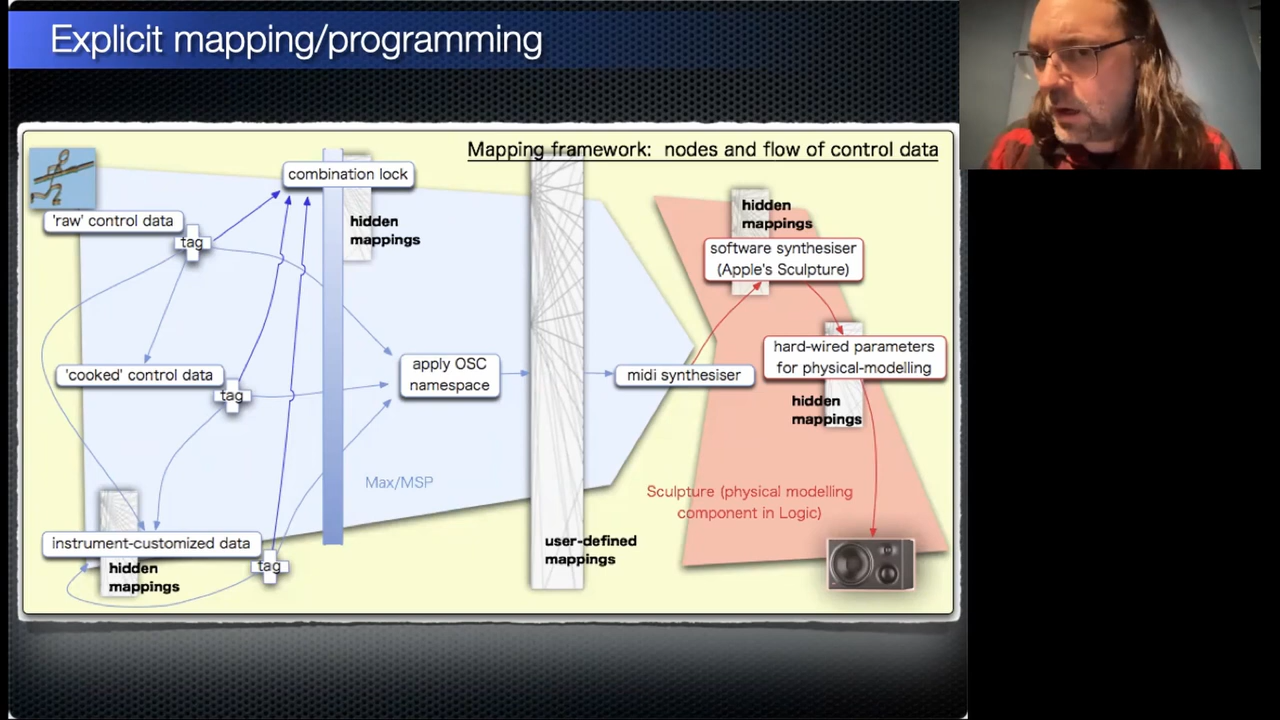 Explicit mapping/programming
Mapping framework: nodes and flow of control data
combination lock
'raw' control data
tag
hidden
mappings
hidden
mappings
software synthesiser
(Apple's Sculpture)
'cooked' control data
tag
apply OSC
namespace
midi synthesiser
hard-wired parameters
for physical-modelling
hidden
mappings
Max/MSP
Sculpture (physical modelling
component in Logic)
instrument-customized data
tag
hidden
mappings
user-defined
mappings